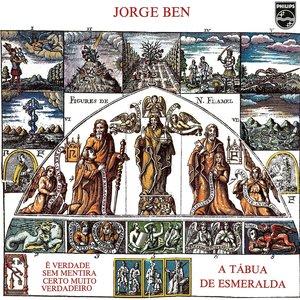 JORGE BEN
PHILIPS
FIGURES DE N. FLAMEL
É VERDADE
SEM MENTIRA
CERTO MUITO
VERDADEIRO
A TÁBUA
DE ESMERALDA